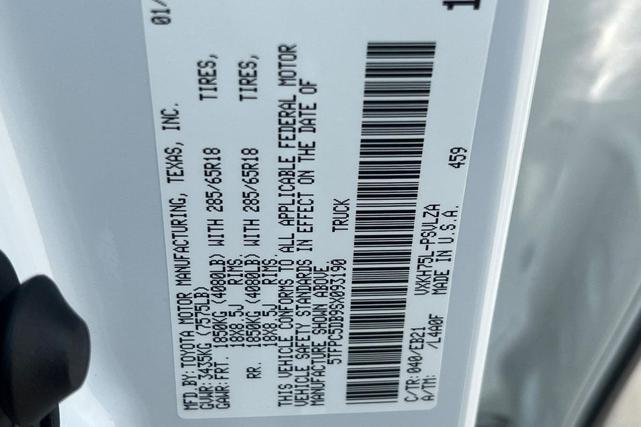 01/
MFD.BY:TOYOTA MOTOR MANUFACTURING, TEXAS, INC.
GVWR:3435KG (7575LB)
GAWR:FRT. 1850KG (4080LB) WITH 285/65R18 TIRES,
18X8.5J RIMS.
RR. 1850KG (4080LB) WITH 285/65R18 TIRES,
18X8.5J RIMS.
THIS VEHICLE CONFORMS TO ALL APPLICABLE FEDERAL MOTOR
VEHICLE SAFETY STANDARDS IN EFFECT ON THE DATE OF
MANUFACTURE SHOWN ABOVE.
5TFPC5DB9SX093190 TRUCK
C/TR:040/EB21 VXKH75L-PSVLZA
A/TM: /L4A0F MADE IN U.S.A.
459